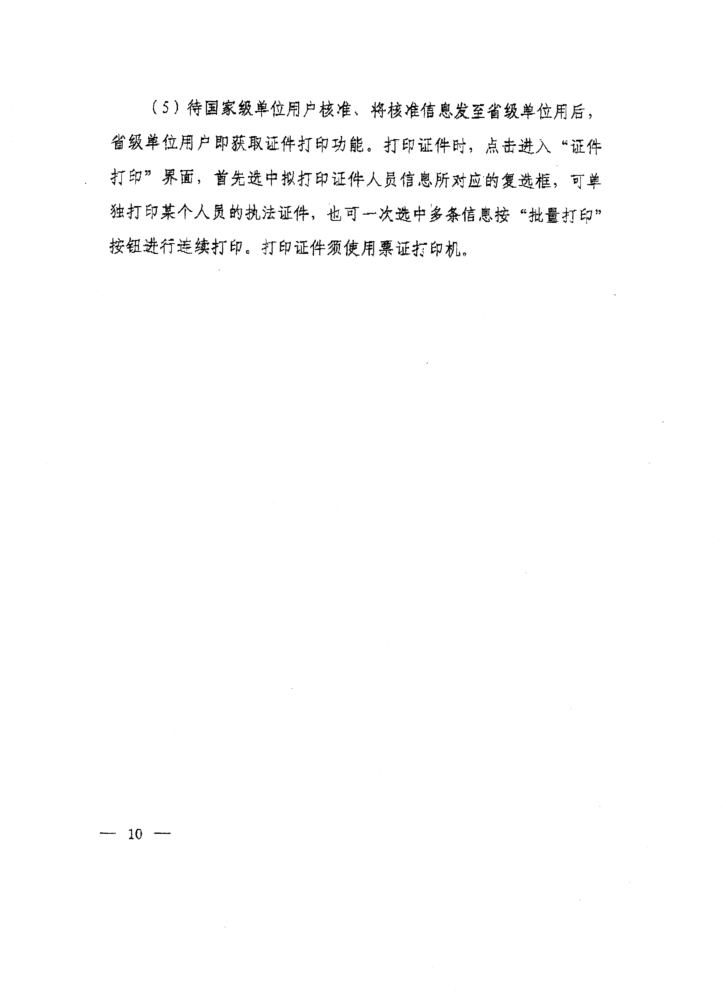 （5）待国家级单位用户核准、将核准信息发至省级单位用后，
省级单位用户即获取证件打印功能。打印证件时，点击进入“证件
打印”界面，首先选中拟打印证件人员信息所对应的复选框，可单
独打印某个人员的执法证件，也可一次选中多条信息按“批量打印”
按钮进行连续打印。打印证件须使用票证打印机。
— 10 —